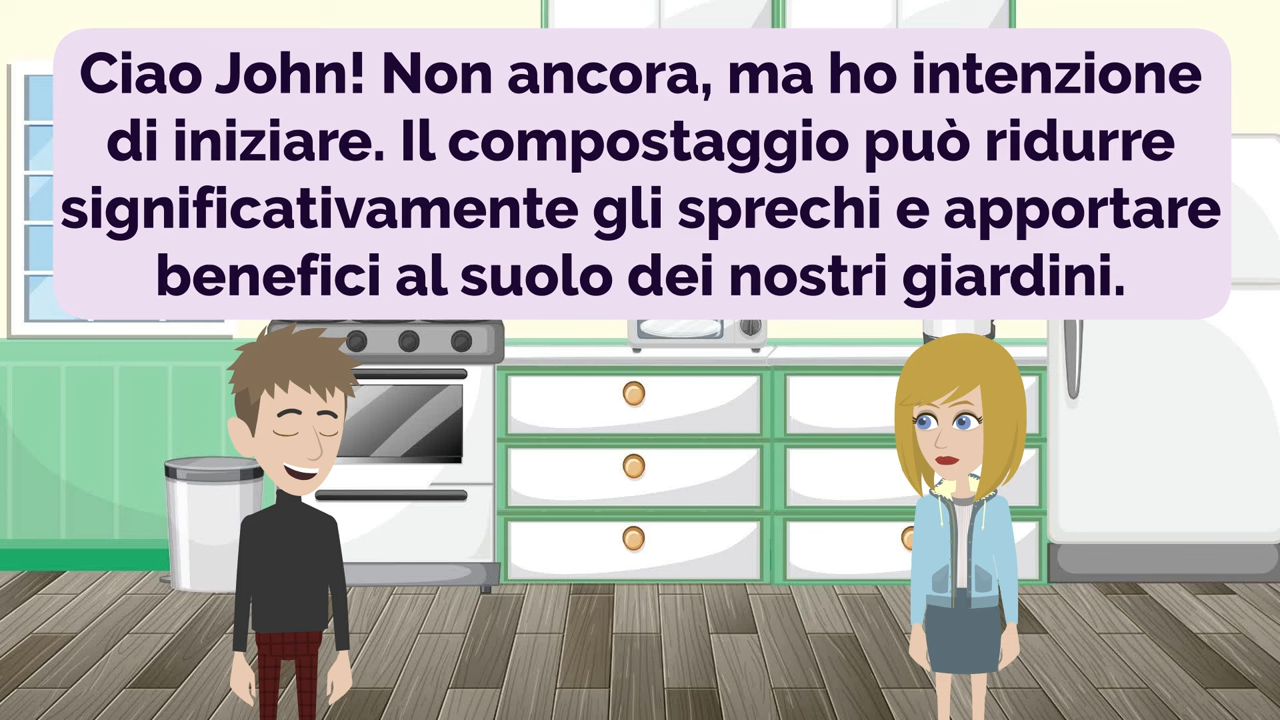 Ciao John! Non ancora, ma ho intenzione
di iniziare. Il compostaggio può ridurre
significativamente gli sprechi e apportare
benefici al suolo dei nostri giardini.